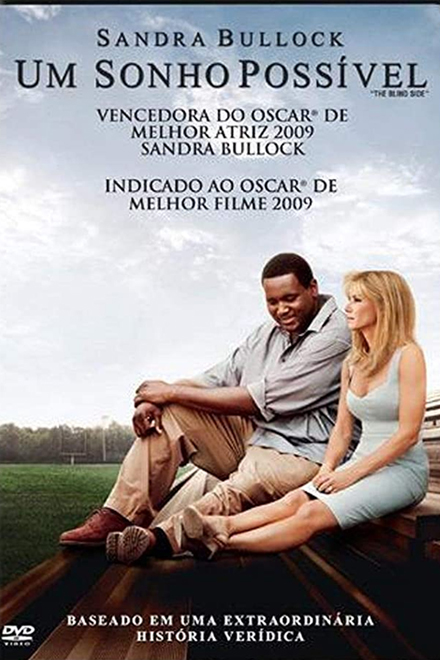 SANDRA BULLOCK
UM SONHO POSSÍVEL
"THE BLIND SIDE"
VENCEDORA DO OSCAR® DE
MELHOR ATRIZ 2009
SANDRA BULLOCK
INDICADO AO OSCAR® DE
MELHOR FILME 2009
BASEADO EM UMA EXTRAORDINÁRIA
HISTÓRIA VERÍDICA
DVD
VIDEO